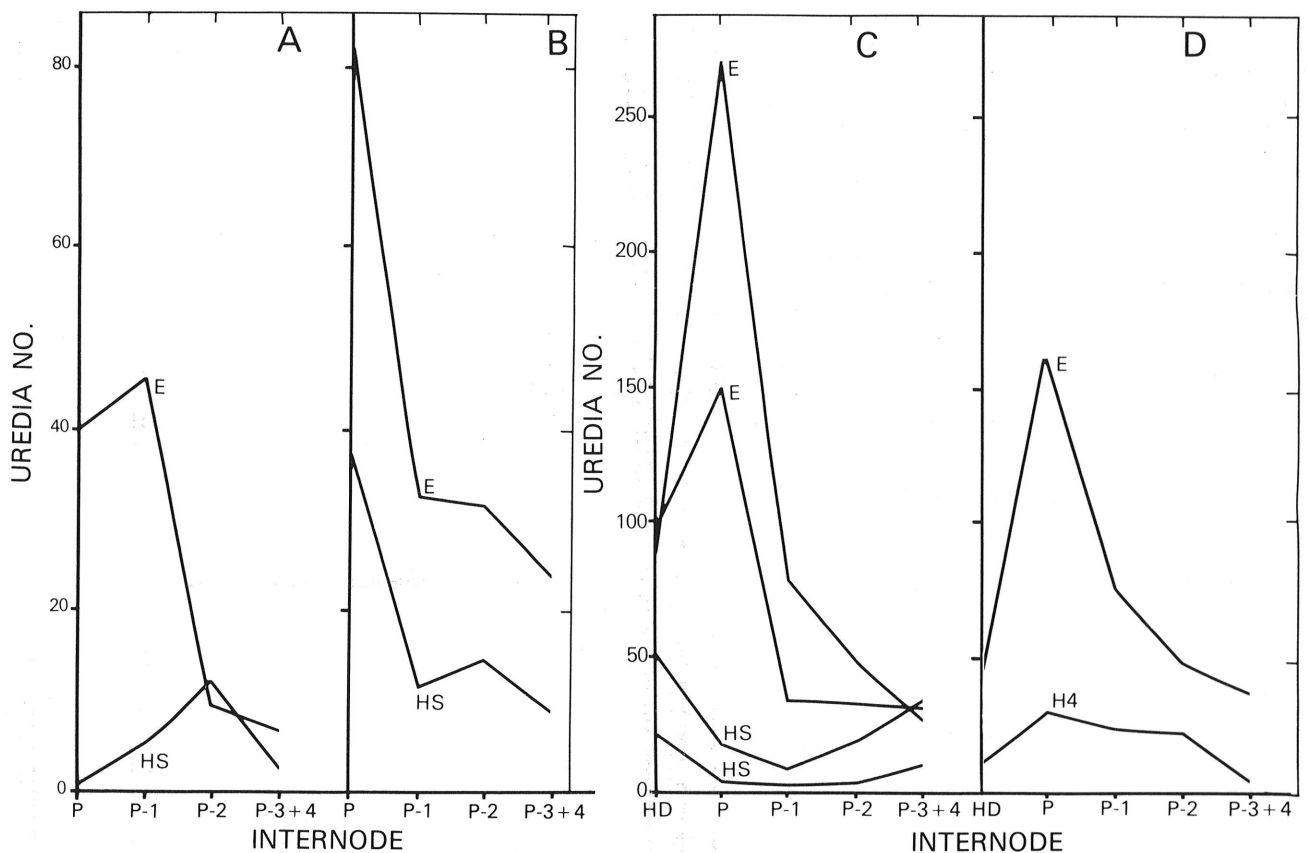 A
B
C
D
80
60
40
20
0
UREDIA NO.
E
HS
E
HS
P
P-1
P-2
P-3+4
P
P-1
P-2
P-3+4
INTERNODE
250
200
150
100
50
0
UREDIA NO.
E
E
HS
HS
E
H4
HD
P
P-1
P-2
P-3+4
HD
P
P-1
P-2
P-3+4
INTERNODE